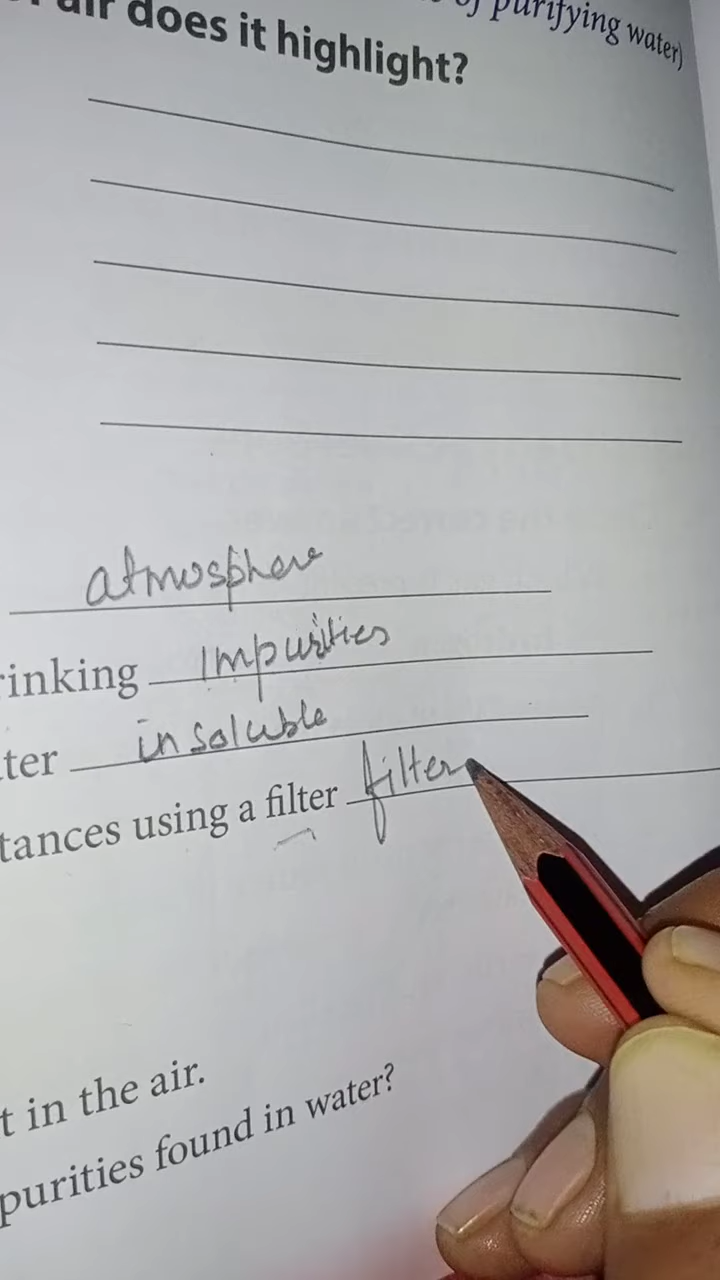 of purifying water)
air does it highlight?
atmosphere
rinking Impurities
ter insoluble
tances using a filter filter
t in the air.
purities found in water?